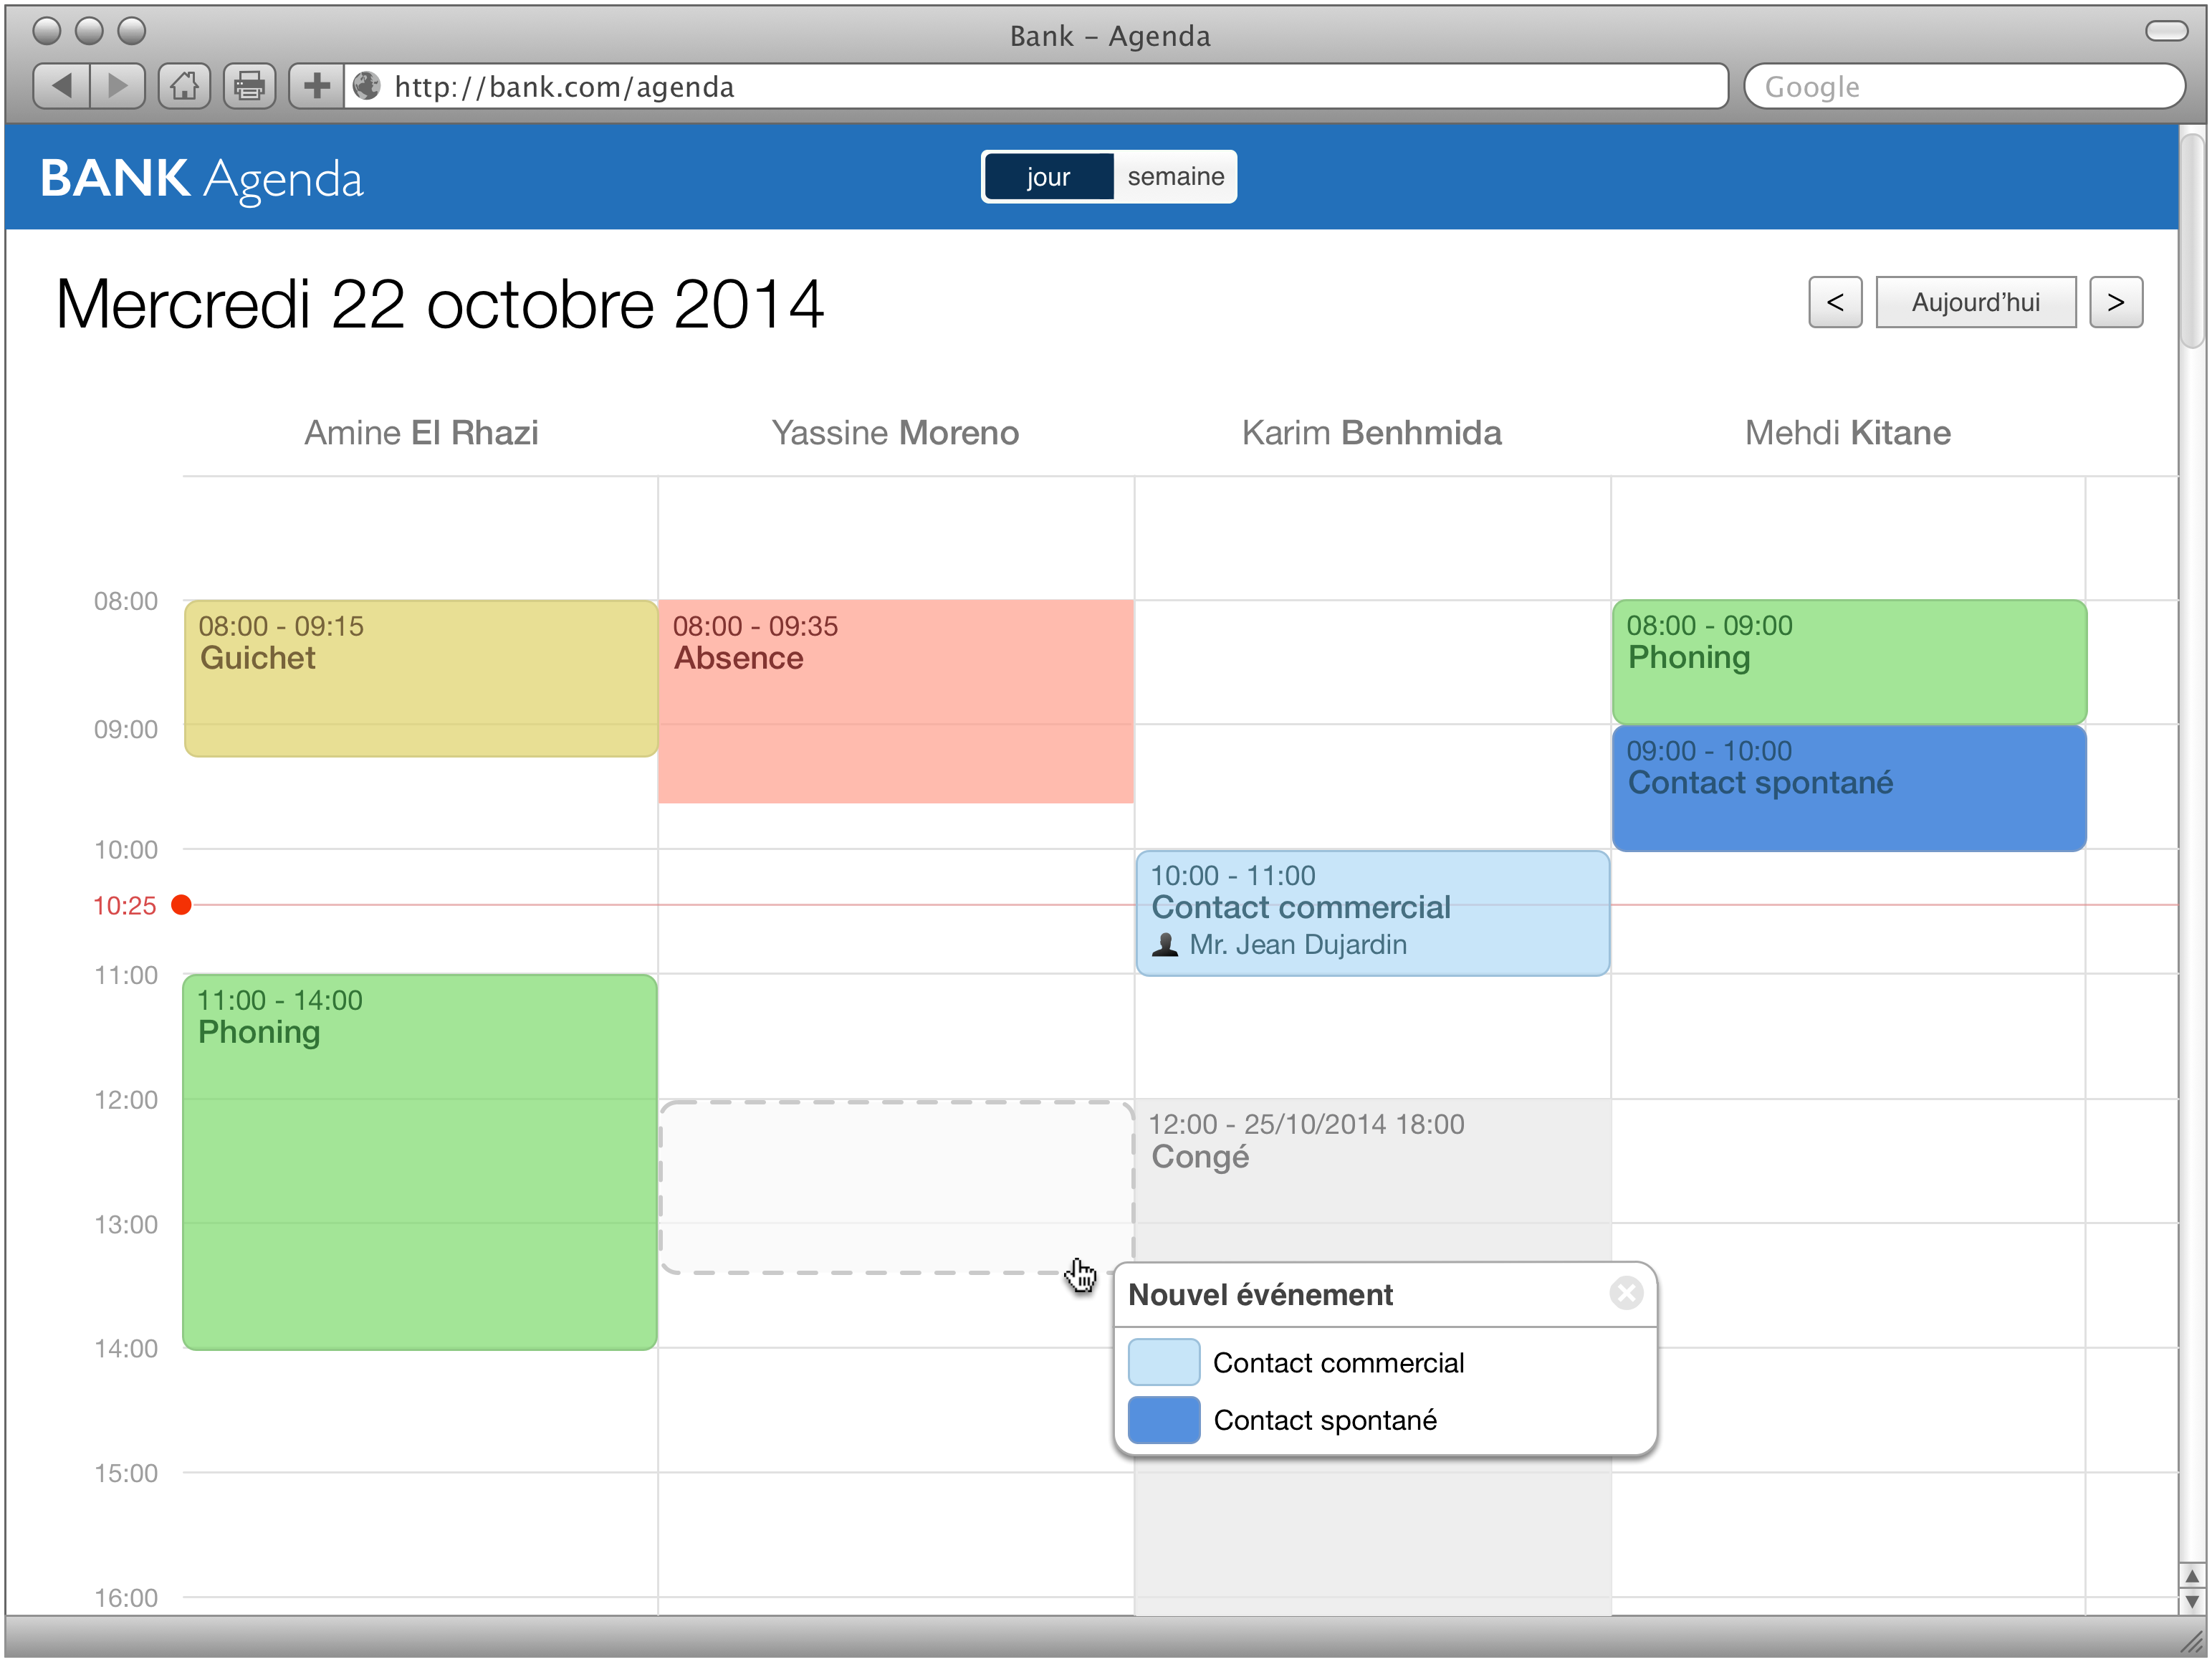 Bank – Agenda
http://bank.com/agenda
Google
BANK Agenda
jour
semaine
Mercredi 22 octobre 2014
<
Aujourd’hui
>
Amine El Rhazi
Yassine Moreno
Karim Benhmida
Mehdi Kitane
08:00
08:00 - 09:15
Guichet
08:00 - 09:35
Absence
08:00 - 09:00
Phoning
09:00
09:00 - 10:00
Contact spontané
10:00
10:00 - 11:00
Contact commercial
Mr. Jean Dujardin
10:25
11:00
11:00 - 14:00
Phoning
12:00
12:00 - 25/10/2014 18:00
Congé
13:00
Nouvel événement
Contact commercial
Contact spontané
14:00
15:00
16:00